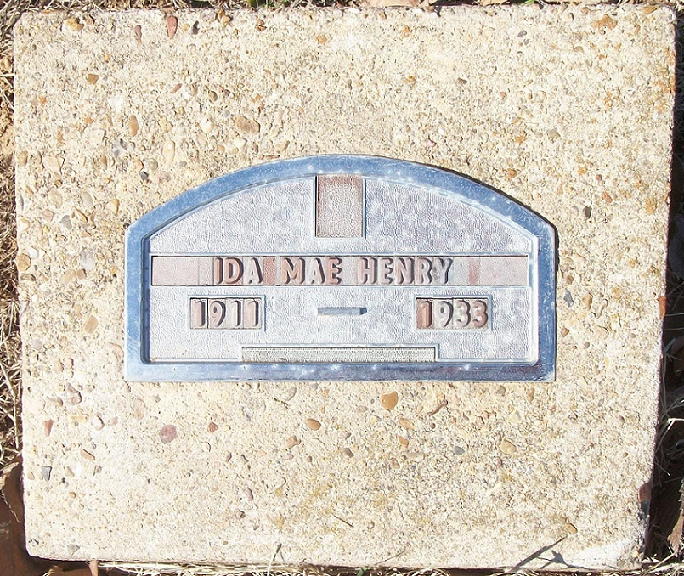 IDA MAE HENRY
1911 — 1933